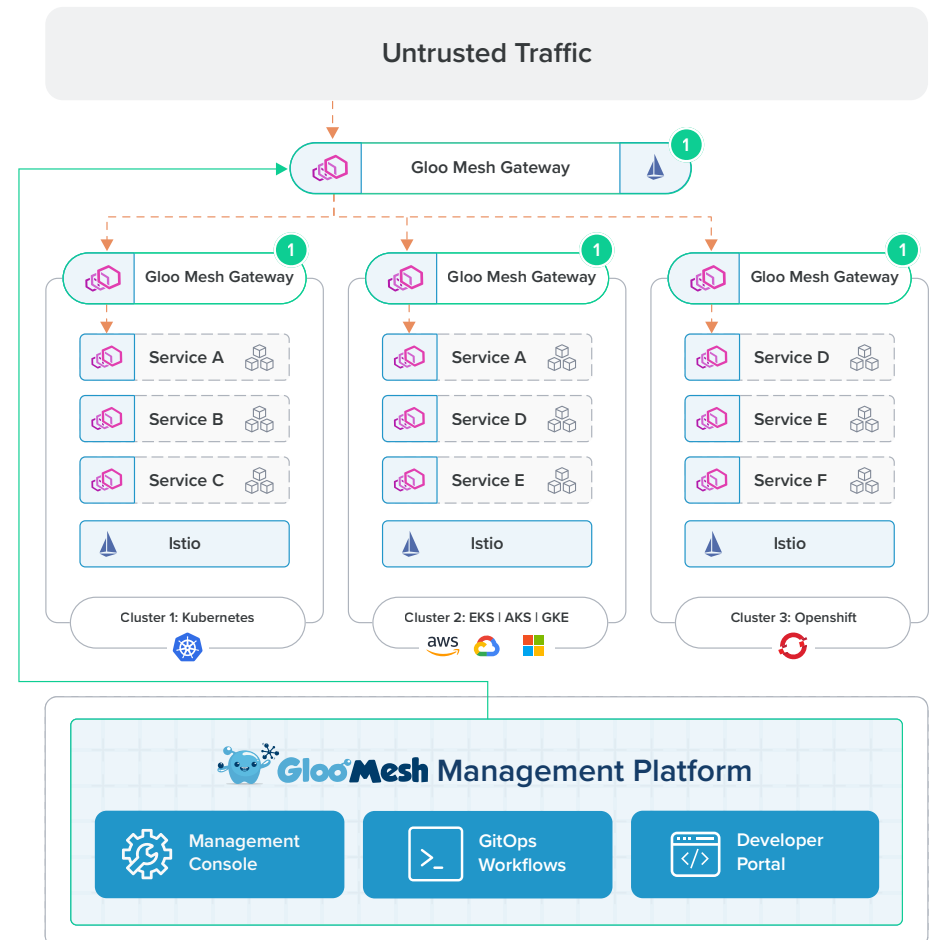 Untrusted Traffic
1
Gloo Mesh Gateway
1
1
1
Gloo Mesh Gateway
Gloo Mesh Gateway
Gloo Mesh Gateway
Service A
Service A
Service D
Service B
Service D
Service E
Service C
Service E
Service F
Istio
Istio
Istio
Cluster 1: Kubernetes
Cluster 2: EKS | AKS | GKE
Cluster 3: Openshift
aws
Gloo Mesh Management Platform
Management
Console
>_
GitOps
Workflows
</>
Developer
Portal